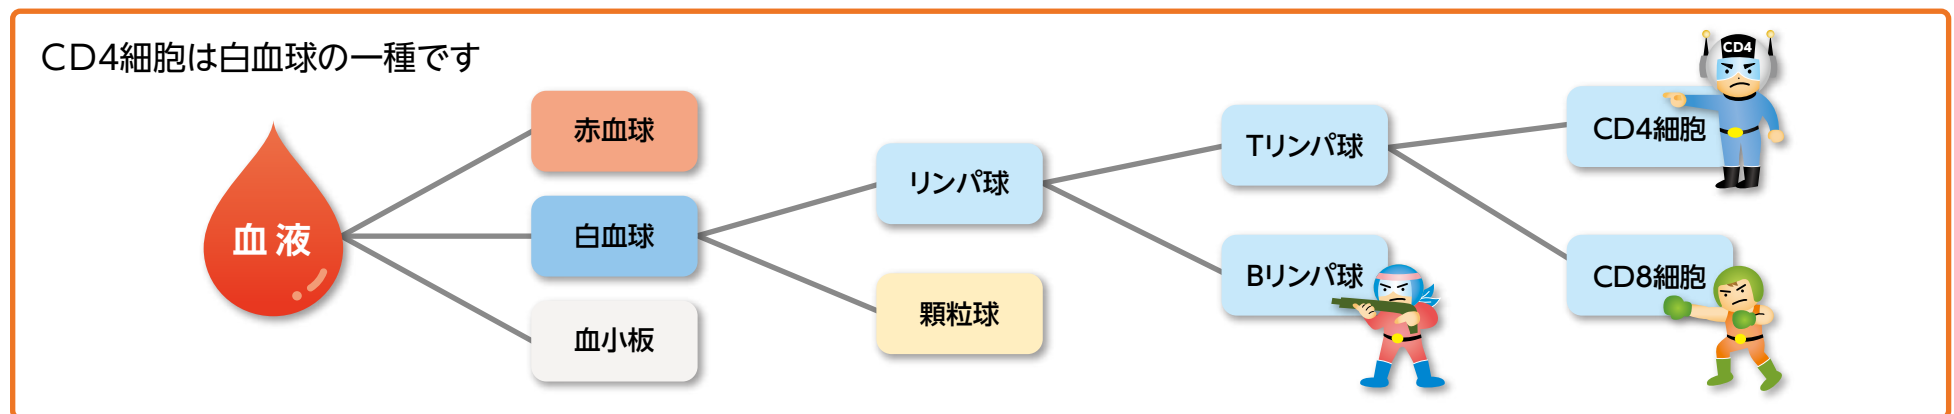 CD4細胞は白血球の一種です
血液
赤血球
白血球
血小板
リンパ球
顆粒球
Tリンパ球
Bリンパ球
CD4細胞
CD4
CD8細胞